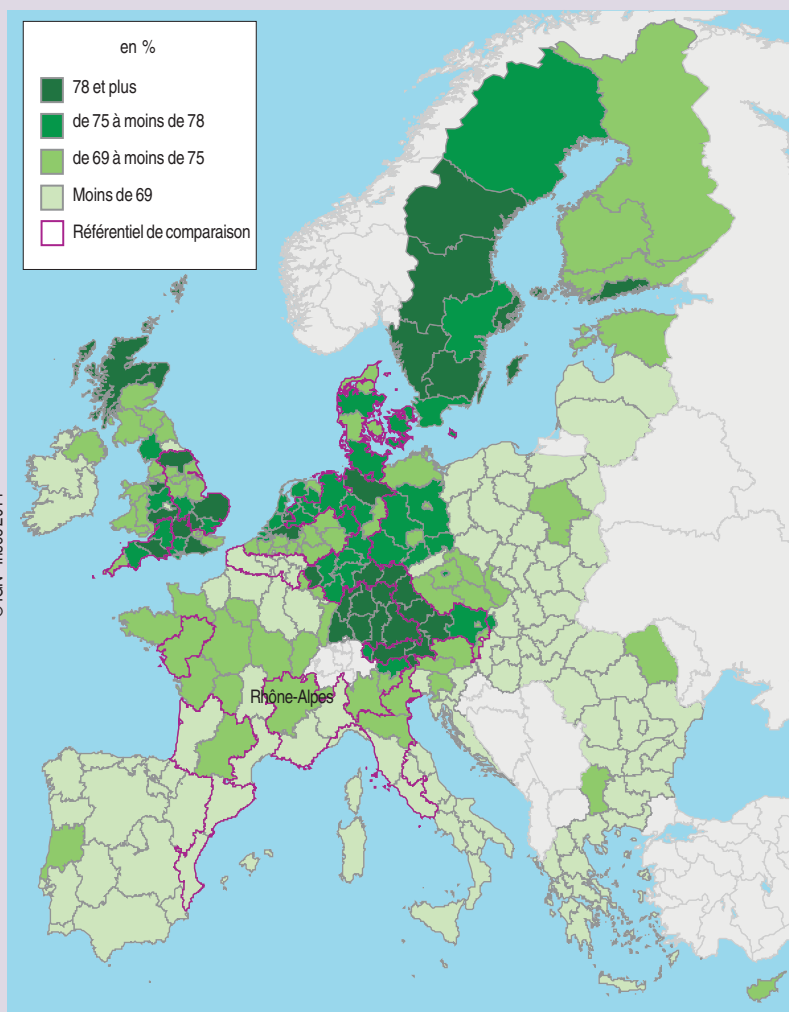 en %
78 et plus
de 75 à moins de 78
de 69 à moins de 75
Moins de 69
Référentiel de comparaison
Rhône-Alpes